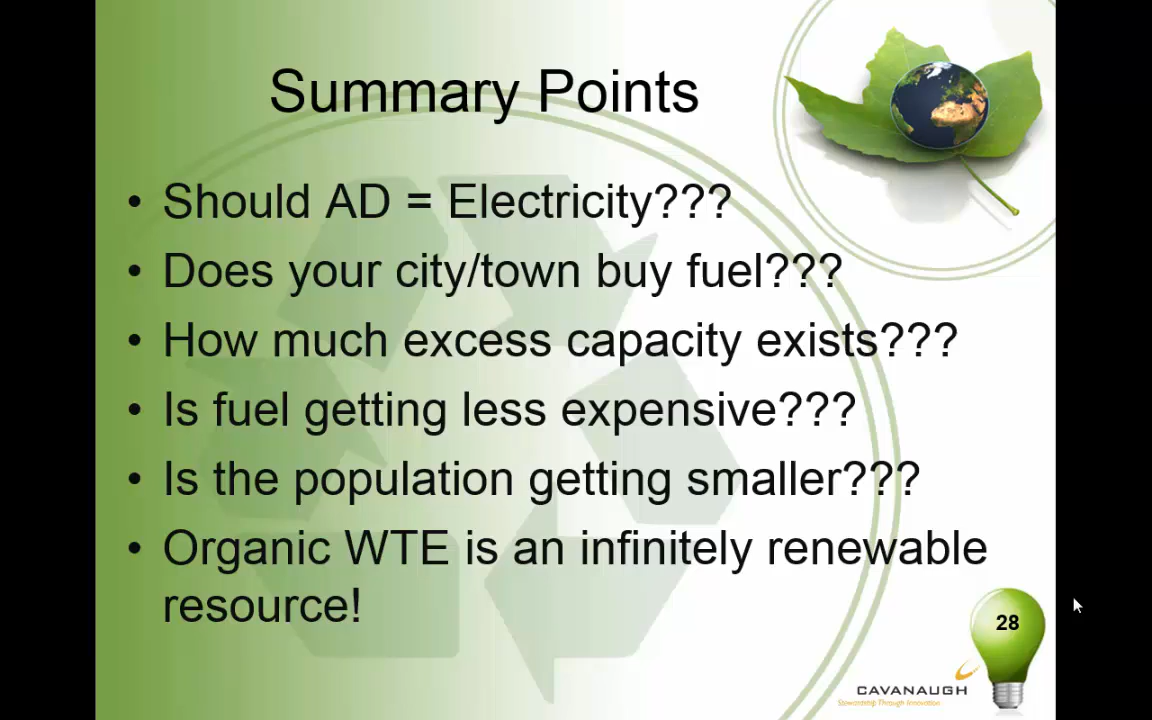 Summary Points
• Should AD = Electricity???
• Does your city/town buy fuel???
• How much excess capacity exists???
• Is fuel getting less expensive???
• Is the population getting smaller???
• Organic WTE is an infinitely renewable
resource!
28
CAVANAUGH
Stewardship Through Innovation.